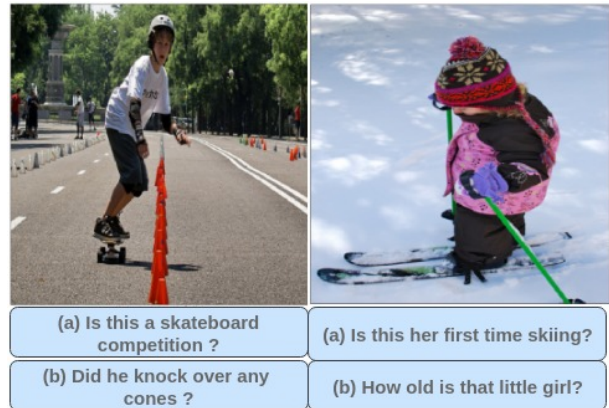 (a) Is this a skateboard
competition ?
(a) Is this her first time skiing?
(b) Did he knock over any
cones ?
(b) How old is that little girl?